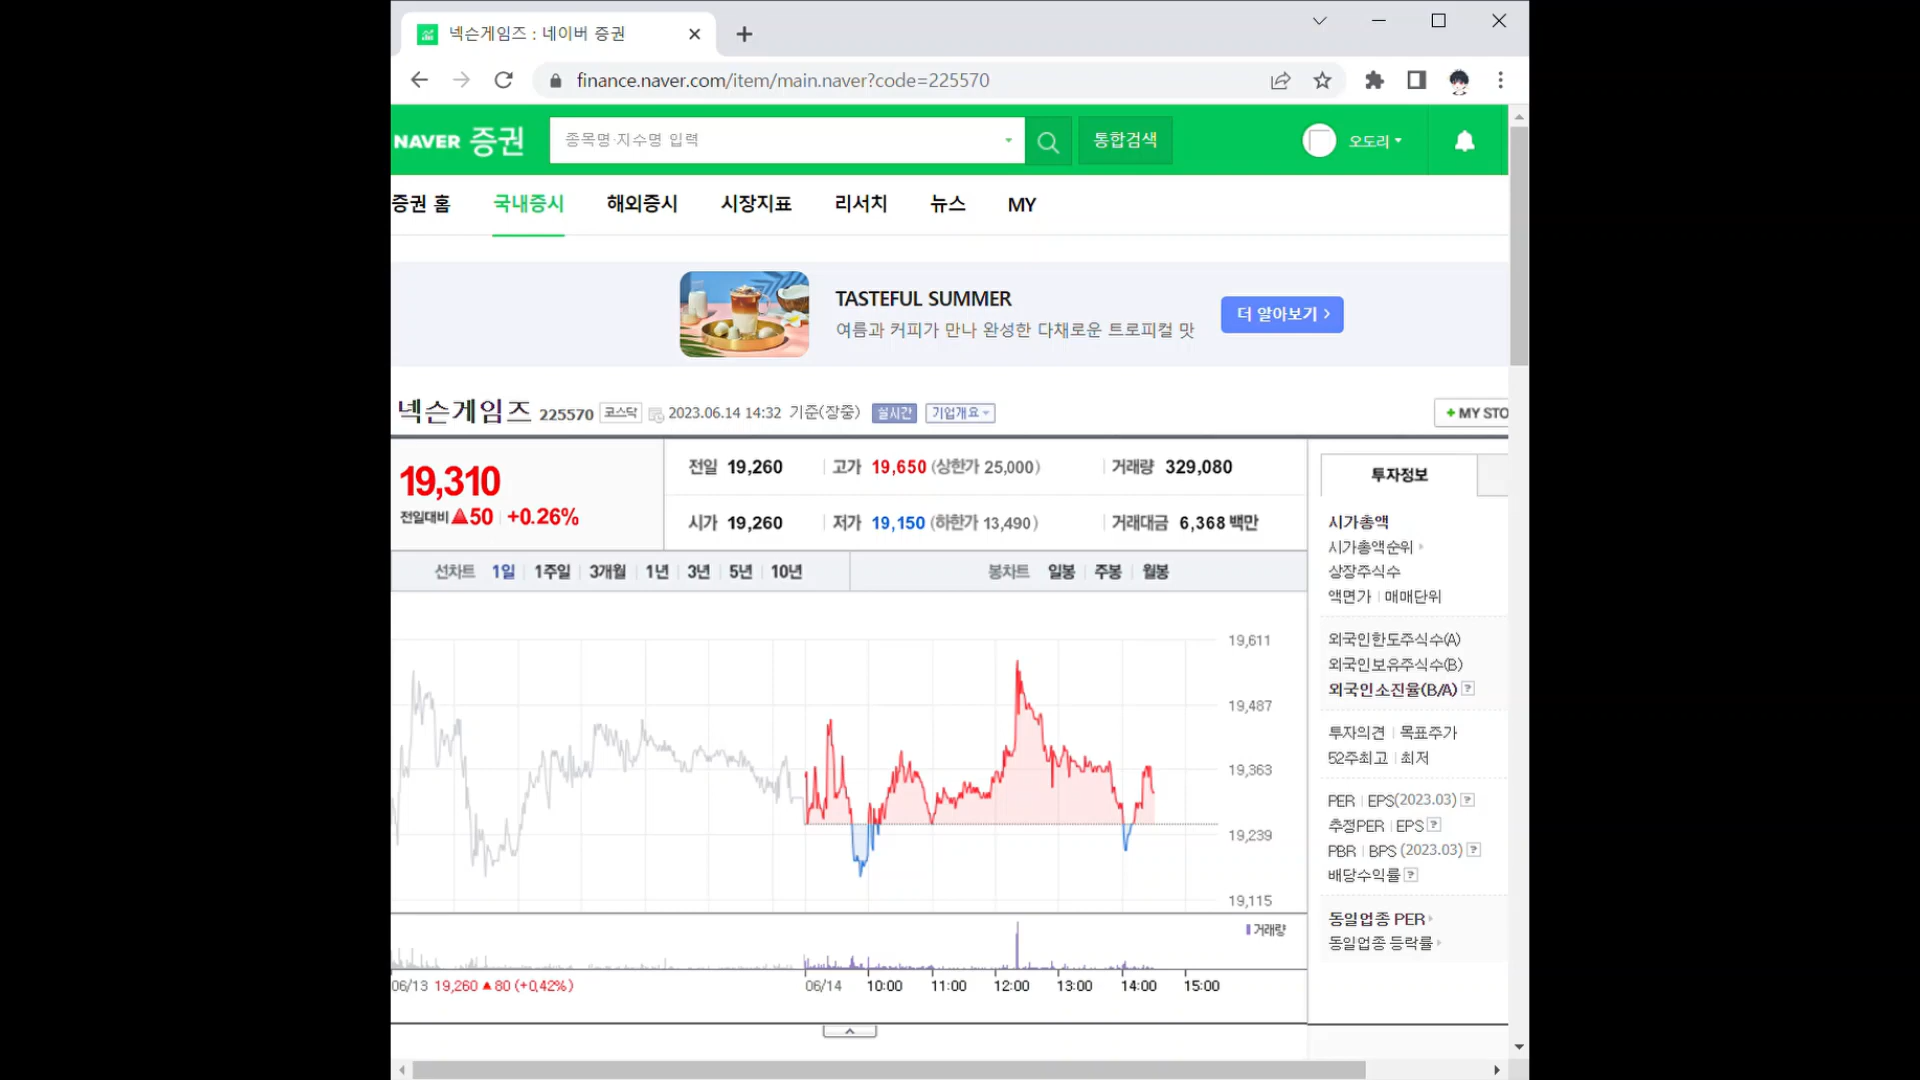 넥슨게임즈 : 네이버 증권
finance.naver.com/item/main.naver?code=225570
NAVER 증권
종목명·지수명 입력
통합검색
오도리
증권 홈 국내증시 해외증시 시장지표 리서치 뉴스 MY
TASTEFUL SUMMER
여름과 커피가 만나 완성한 다채로운 트로피컬 맛
더 알아보기 >
넥슨게임즈 225570 코스닥 2023.06.14 14:32 기준(장중) 실시간 기업개요
+ MY STO
19,310
전일대비 ▲50 +0.26%
전일 19,260 고가 19,650 (상한가 25,000) 거래량 329,080
시가 19,260 저가 19,150 (하한가 13,490) 거래대금 6,368 백만
선차트 1일 1주일 3개월 1년 3년 5년 10년
봉차트 일봉 주봉 월봉
19,611
19,487
19,363
19,239
19,115
거래량
06/13 19,260 ▲80 (+0,42%)
06/14 10:00 11:00 12:00 13:00 14:00 15:00
투자정보
시가총액
시가총액순위
상장주식수
액면가 매매단위
외국인한도주식수(A)
외국인보유주식수(B)
외국인소진율(B/A) ?
투자의견 목표주가
52주최고 최저
PER EPS(2023.03) ?
추정PER EPS ?
PBR BPS (2023.03) ?
배당수익률 ?
동일업종 PER
동일업종 등락률